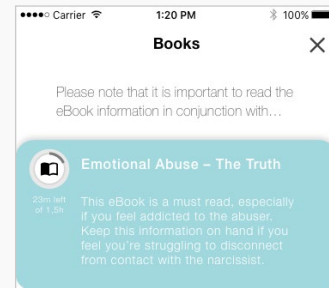 Carrier 1:20 PM 100%
Books
Please note that it is important to read the
eBook information in conjunction with…
Emotional Abuse – The Truth
23m left
of 1,5h
This eBook is a must read, especially
if you feel addicted to the abuser.
Keep this information on hand if you
feel you're struggling to disconnect
from contact with the narcissist.